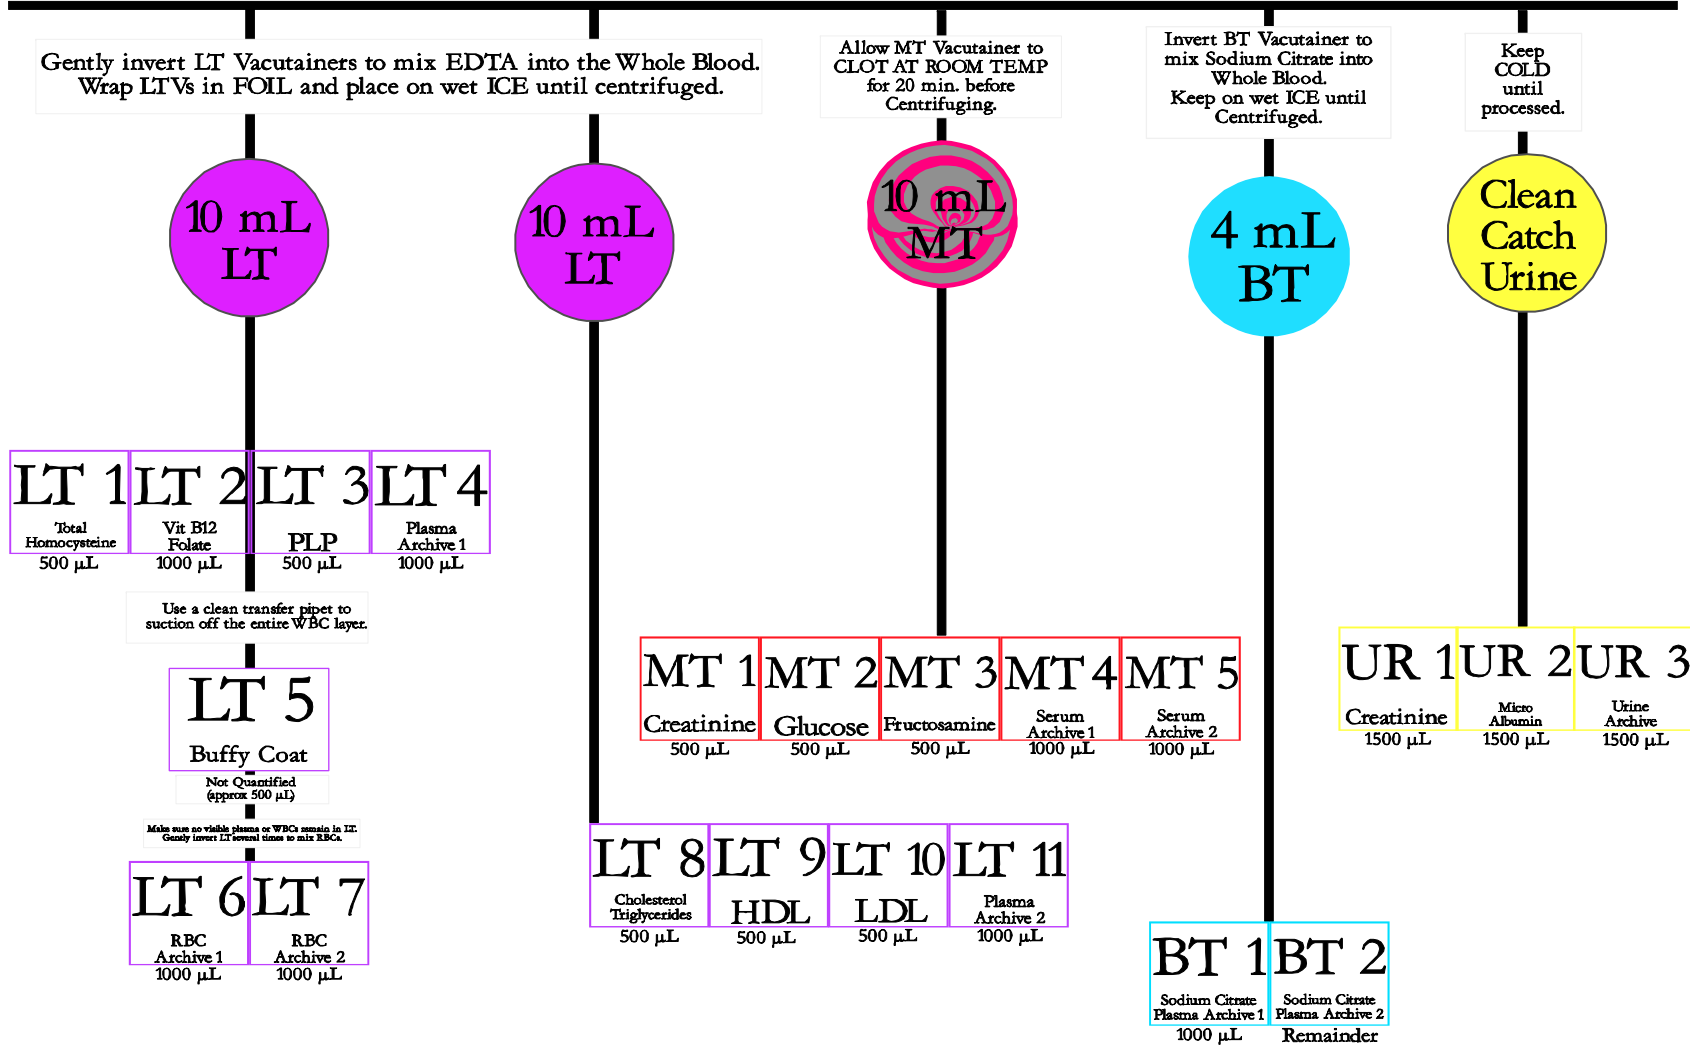 Gently invert LT Vacutainers to mix EDTA into the Whole Blood.
Wrap LTVs in FOIL and place on wet ICE until centrifuged.
Allow MT Vacutainer to
CLOT AT ROOM TEMP
for 20 min. before
Centrifuging.
Invert BT Vacutainer to
mix Sodium Citrate into
Whole Blood.
Keep on wet ICE until
Centrifuged.
Keep
COLD
until
processed.
10 mL
LT
10 mL
LT
10 mL
MT
4 mL
BT
Clean
Catch
Urine
LT 1
Total
Homocysteine
500 µL
LT 2
Vit B12
Folate
1000 µL
LT 3
PLP
500 µL
LT 4
Plasma
Archive 1
1000 µL
Use a clean transfer pipet to
suction off the entire WBC layer.
LT 5
Buffy Coat
Not Quantified
(approx 500 µL)
Make sure no visible plasma or WBCs remain in LT.
Gently invert LT several times to mix RBCs.
LT 6
RBC
Archive 1
1000 µL
LT 7
RBC
Archive 2
1000 µL
LT 8
Cholesterol
Triglycerides
500 µL
LT 9
HDL
500 µL
LT 10
LDL
500 µL
LT 11
Plasma
Archive 2
1000 µL
MT 1
Creatinine
500 µL
MT 2
Glucose
500 µL
MT 3
Fructosamine
500 µL
MT 4
Serum
Archive 1
1000 µL
MT 5
Serum
Archive 2
1000 µL
BT 1
Sodium Citrate
Plasma Archive 1
1000 µL
BT 2
Sodium Citrate
Plasma Archive 2
Remainder
UR 1
Creatinine
1500 µL
UR 2
Micro
Albumin
1500 µL
UR 3
Urine
Archive
1500 µL